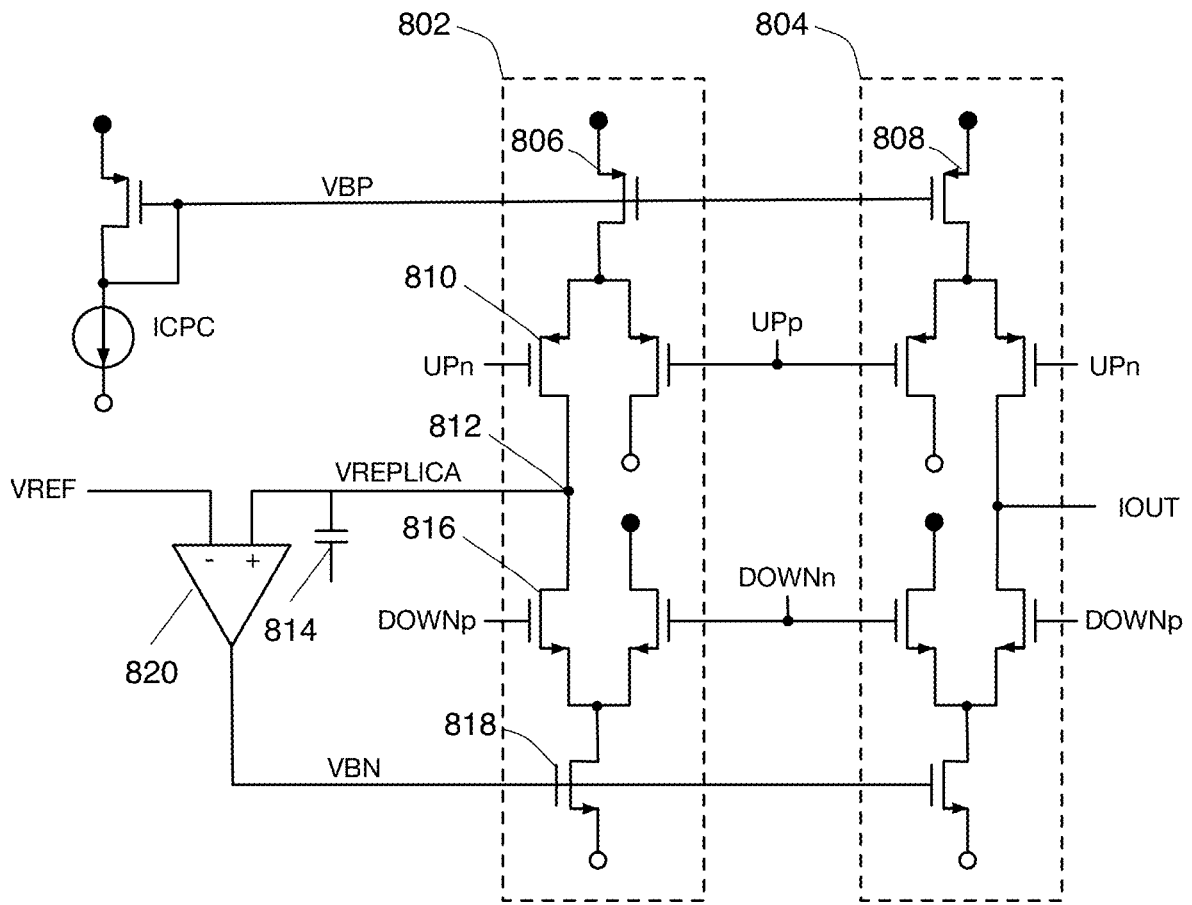 802
804
806
808
VBP
810
ICPC
UPp
UPn
UPn
812
VREPLICA
VREF
IOUT
816
- +
DOWNn
814
DOWNp
DOWNp
820
818
VBN